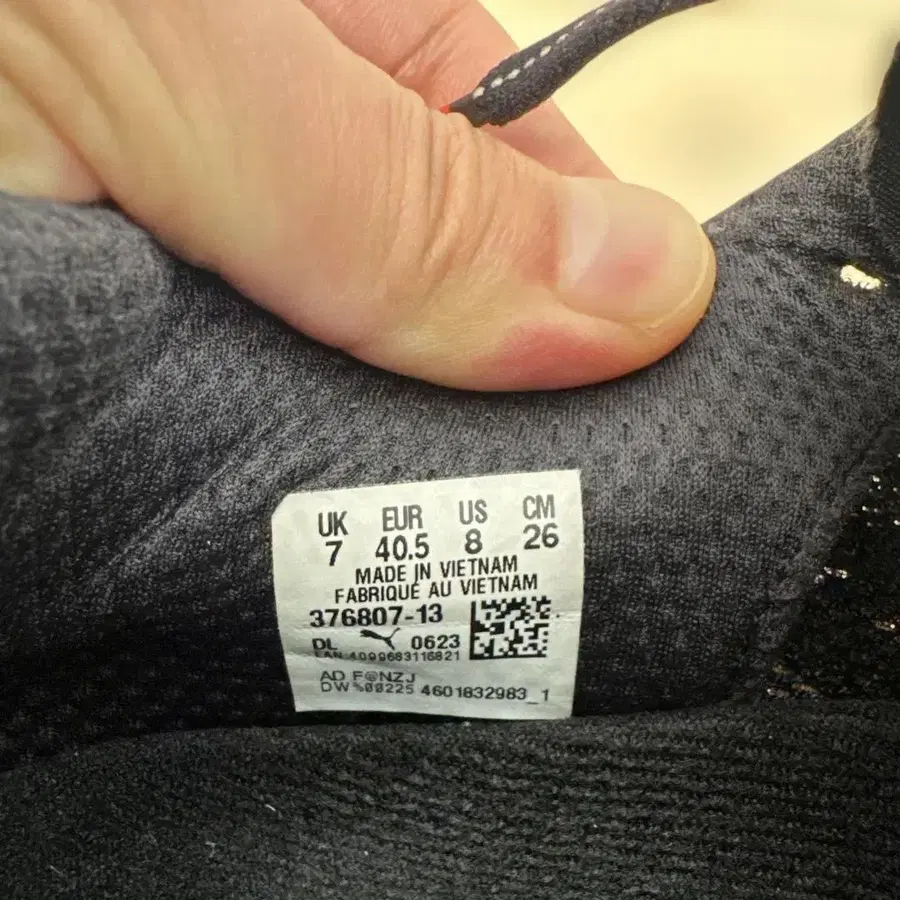 UK EUR US CM
7 40.5 8 26
MADE IN VIETNAM
FABRIQUÉ AU VIETNAM
376807-13
DL 0623
EAN 4099683116821
AD F@NZJ
DW%00225 4601832983_1